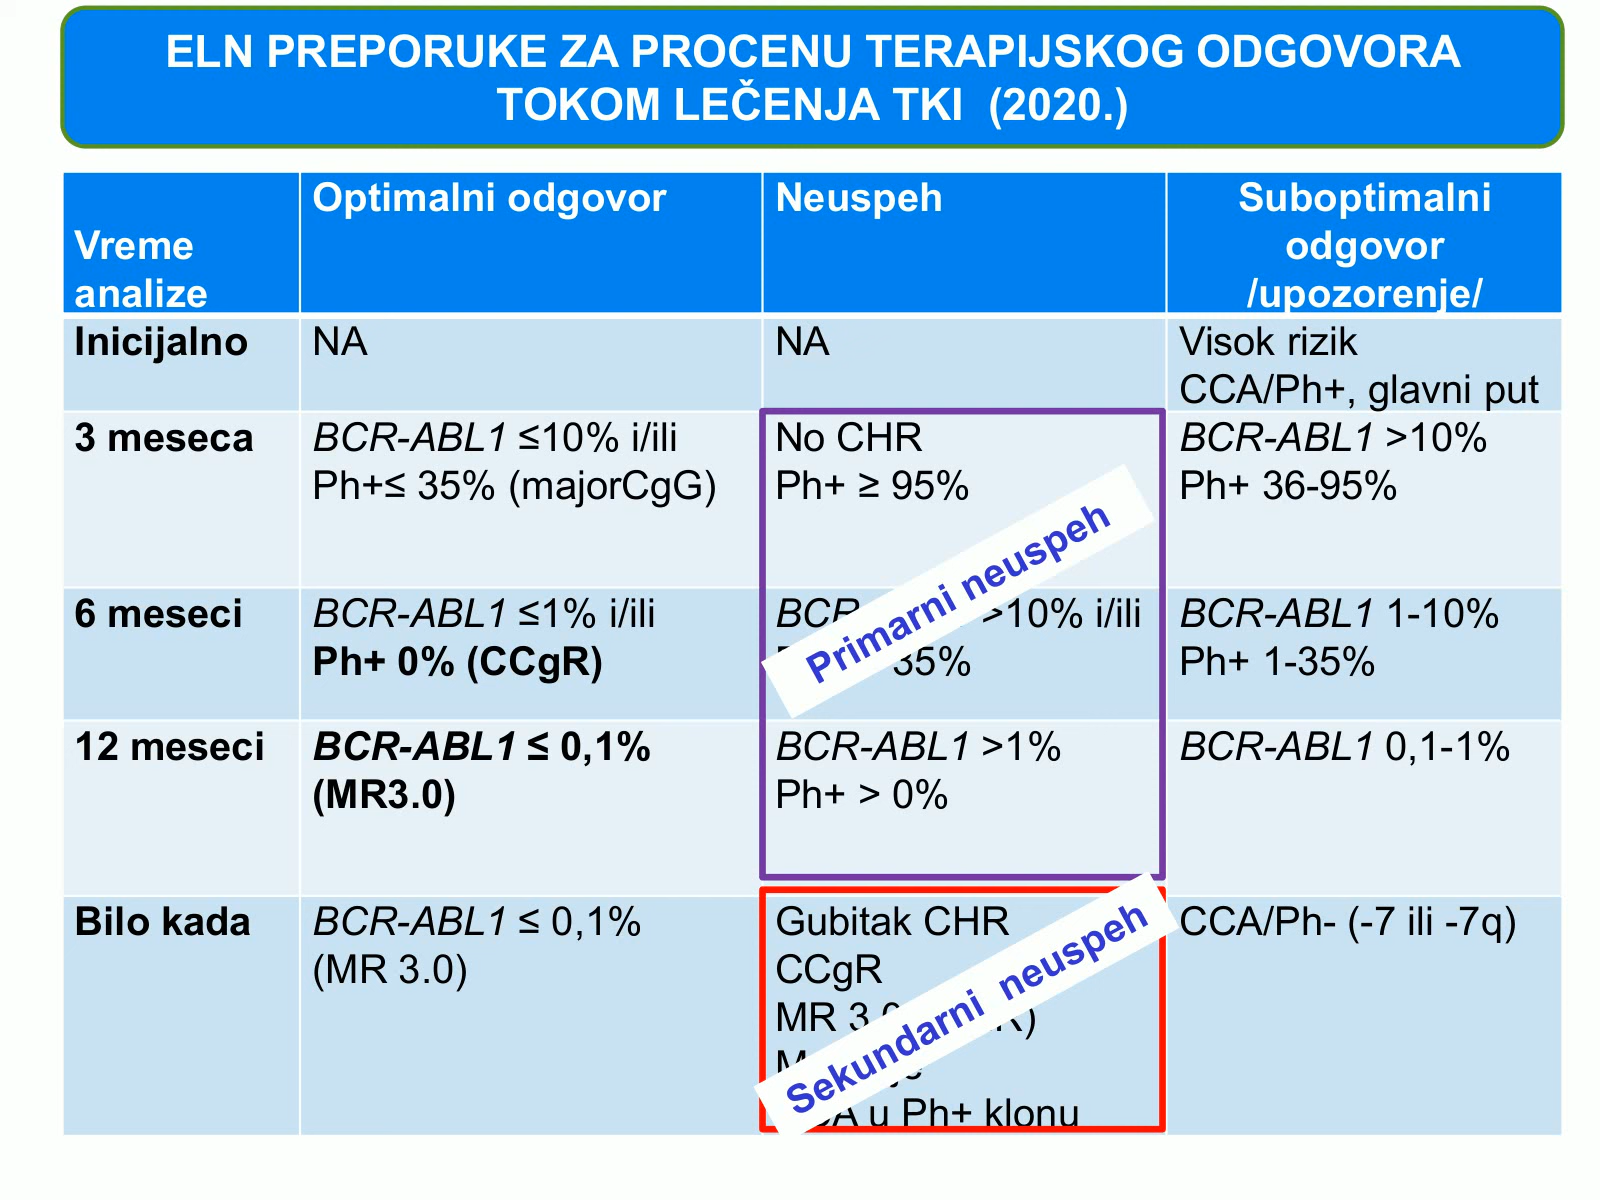 ELN PREPORUKE ZA PROCENU TERAPIJSKOG ODGOVORA
TOKOM LEČENJA TKI (2020.)
Vreme
analize
Optimalni odgovor
Neuspeh
Suboptimalni
odgovor
/upozorenje/
Inicijalno
NA
NA
Visok rizik
CCA/Ph+, glavni put
3 meseca
BCR-ABL1 ≤10% i/ili
Ph+≤ 35% (majorCgG)
No CHR
Ph+ ≥ 95%
BCR-ABL1 >10%
Ph+ 36-95%
Primarni neuspeh
6 meseci
BCR-ABL1 ≤1% i/ili
Ph+ 0% (CCgR)
>10% i/ili
35%
BCR-ABL1 1-10%
Ph+ 1-35%
12 meseci
BCR-ABL1 ≤ 0,1%
(MR3.0)
BCR-ABL1 >1%
Ph+ > 0%
BCR-ABL1 0,1-1%
Bilo kada
BCR-ABL1 ≤ 0,1%
(MR 3.0)
Gubitak CHR
CCgR
MR
u Ph+ klonu
Sekundarni neuspeh
CCA/Ph- (-7 ili -7q)